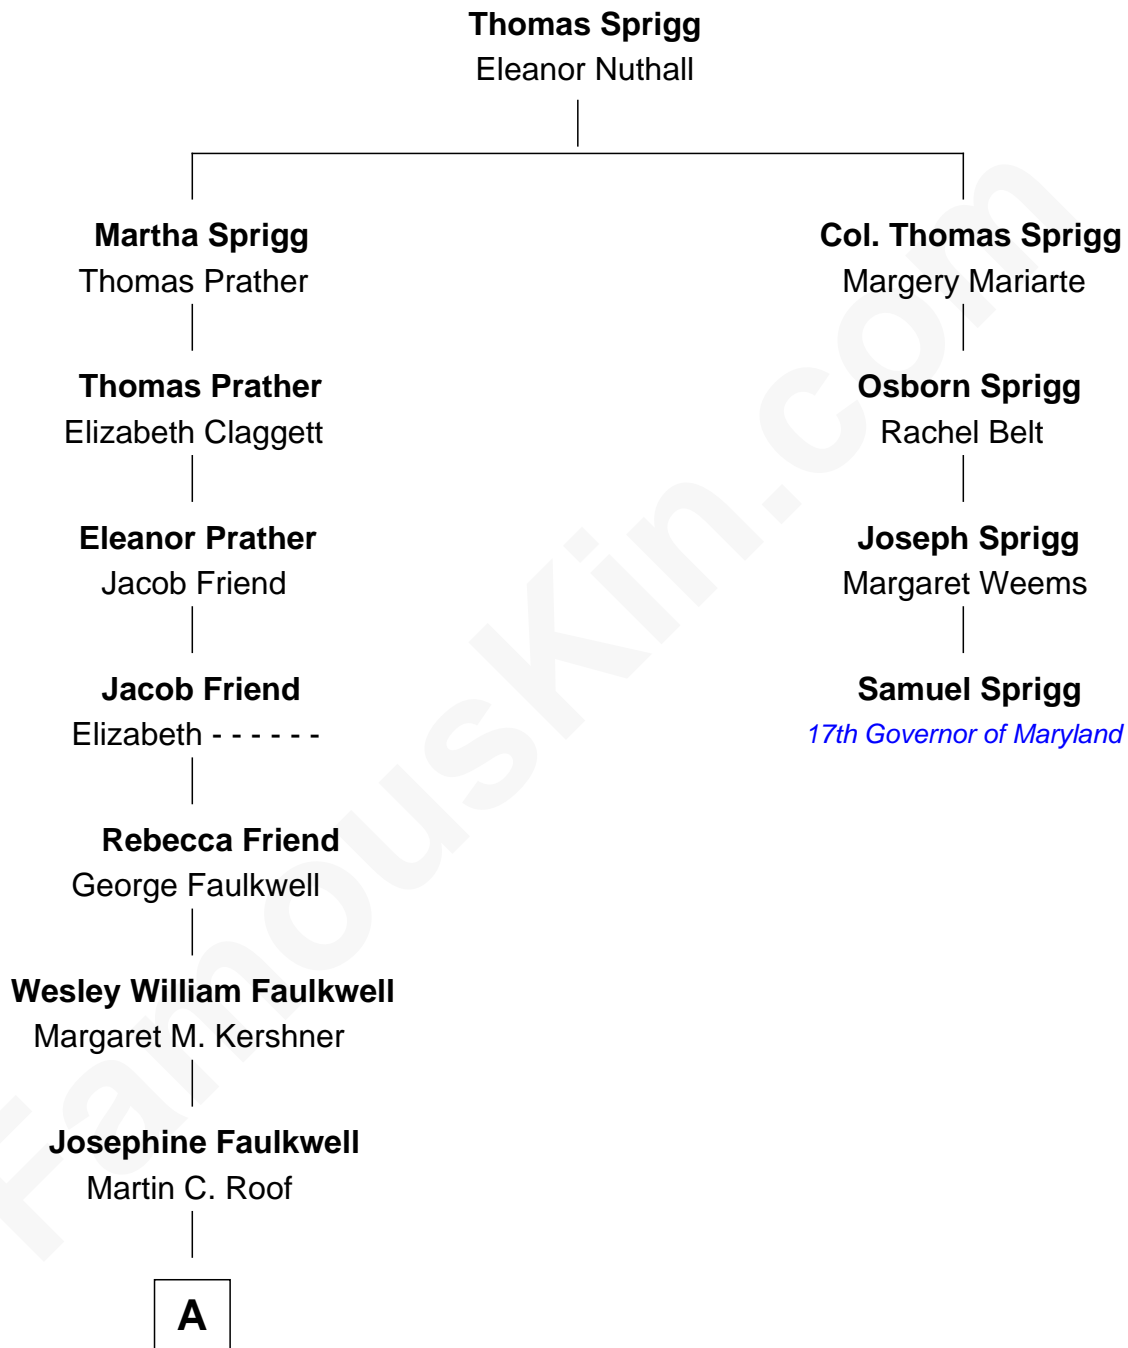 Thomas Sprigg
Eleanor Nuthall
Martha Sprigg
Thomas Prather
Col. Thomas Sprigg
Margery Mariarte
Thomas Prather
Elizabeth Claggett
Osborn Sprigg
Rachel Belt
Eleanor Prather
Jacob Friend
Joseph Sprigg
Margaret Weems
Jacob Friend
Elizabeth - - - - - -
Samuel Sprigg
17th Governor of Maryland
Rebecca Friend
George Faulkwell
Wesley William Faulkwell
Margaret M. Kershner
Josephine Faulkwell
Martin C. Roof
A
FamousKin.com